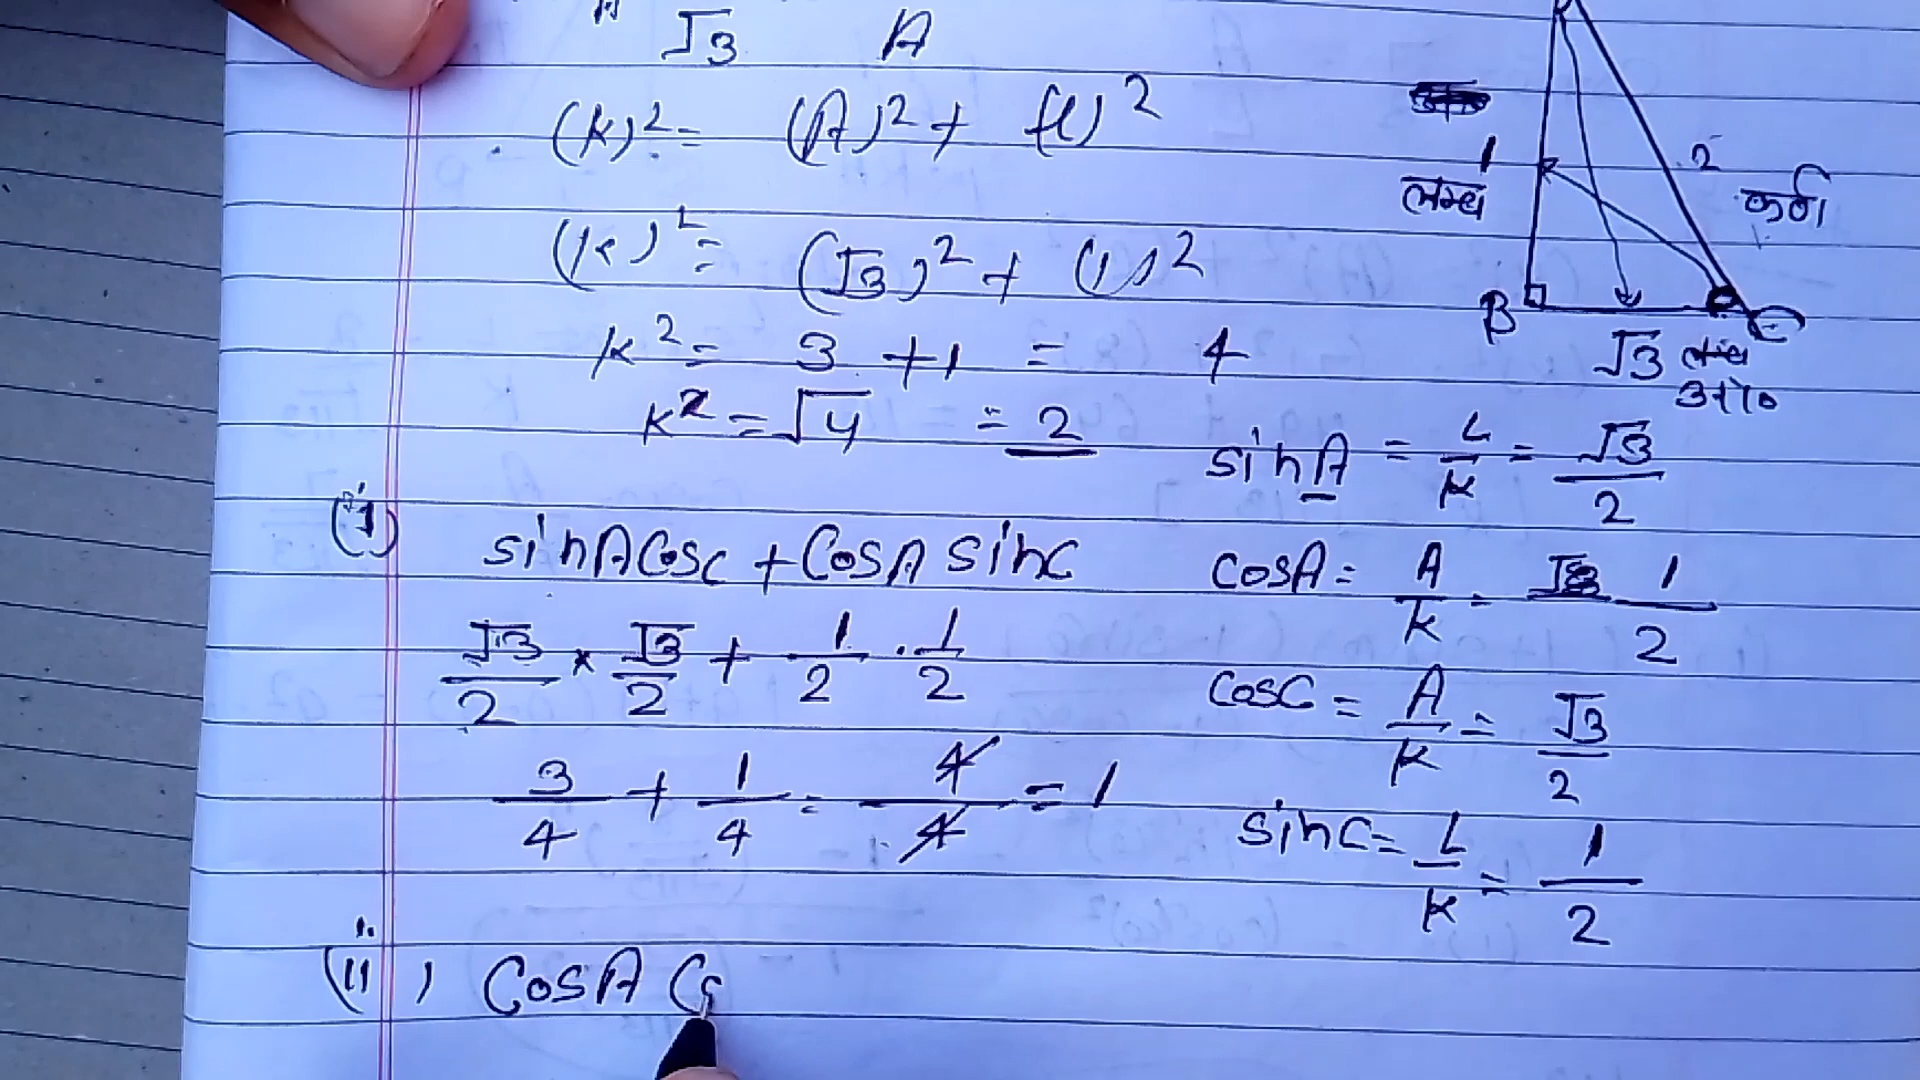 √3 A
(K)² = (A)² + (L)²
(K)² = (√3)² + (1)²
K² = 3 + 1 = 4
K² = √4 = 2
1 2
लम्ब कर्ण
B C
√3
आ०
sin A = L/K = √3/2
(i) sinA Cosc + CosA sinc
cosA = A/K = 1/2
√3/2 × √3/2 + 1/2 . 1/2
cosc = A/K = √3/2
3/4 + 1/4 = 4/4 = 1
sinc = L/K = 1/2
(ii) CosA